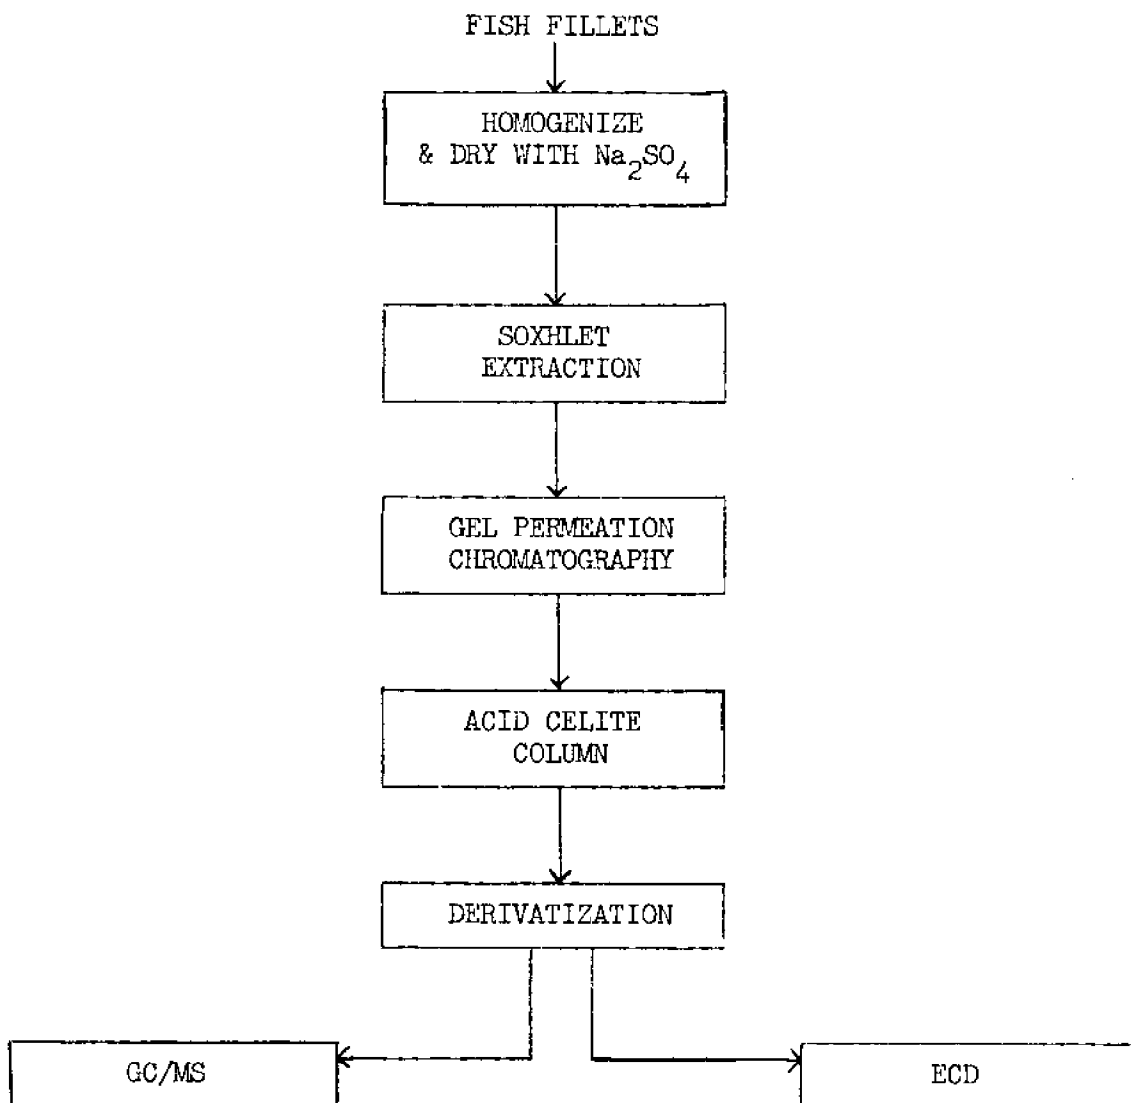 FISH FILLETS
HOMOGENIZE
& DRY WITH Na₂SO₄
SOXHLET
EXTRACTION
GEL PERMEATION
CHROMATOGRAPHY
ACID CELITE
COLUMN
DERIVATIZATION
GC/MS
ECD